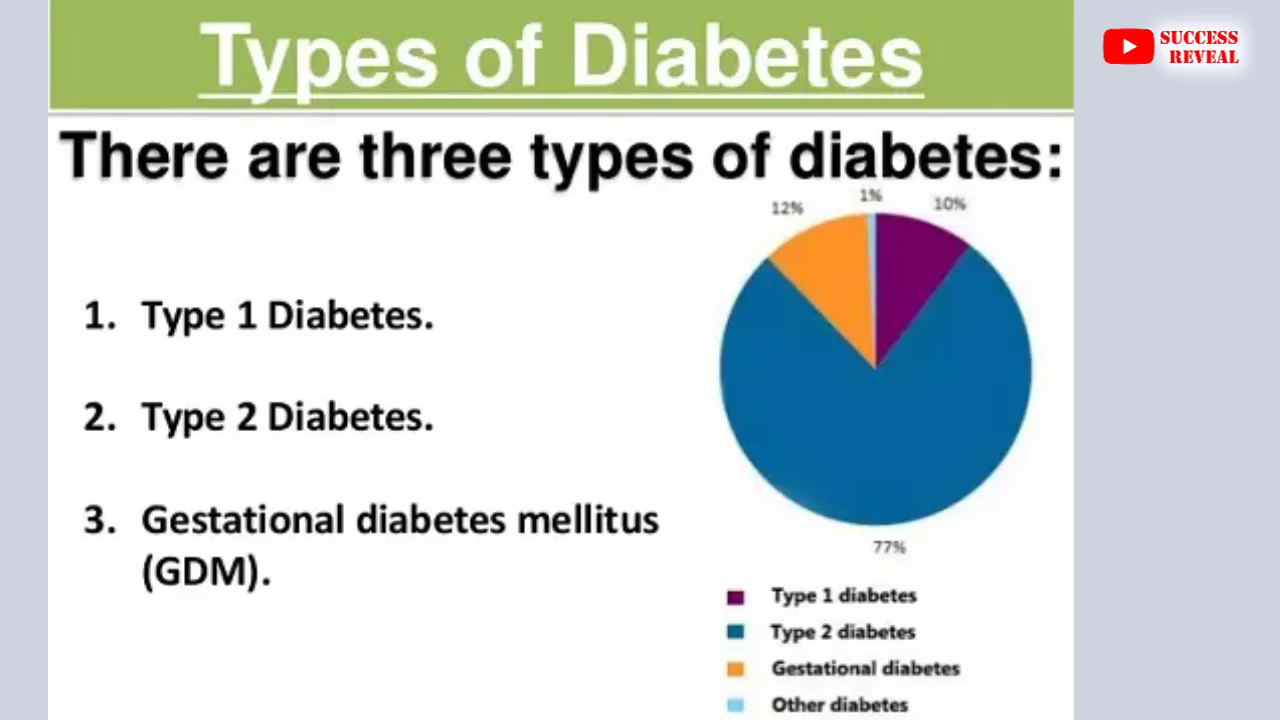 Types of Diabetes
SUCCESS
REVEAL
There are three types of diabetes:
1. Type 1 Diabetes.
2. Type 2 Diabetes.
3. Gestational diabetes mellitus
(GDM).
12%
1%
10%
77%
Type 1 diabetes
Type 2 diabetes
Gestational diabetes
Other diabetes